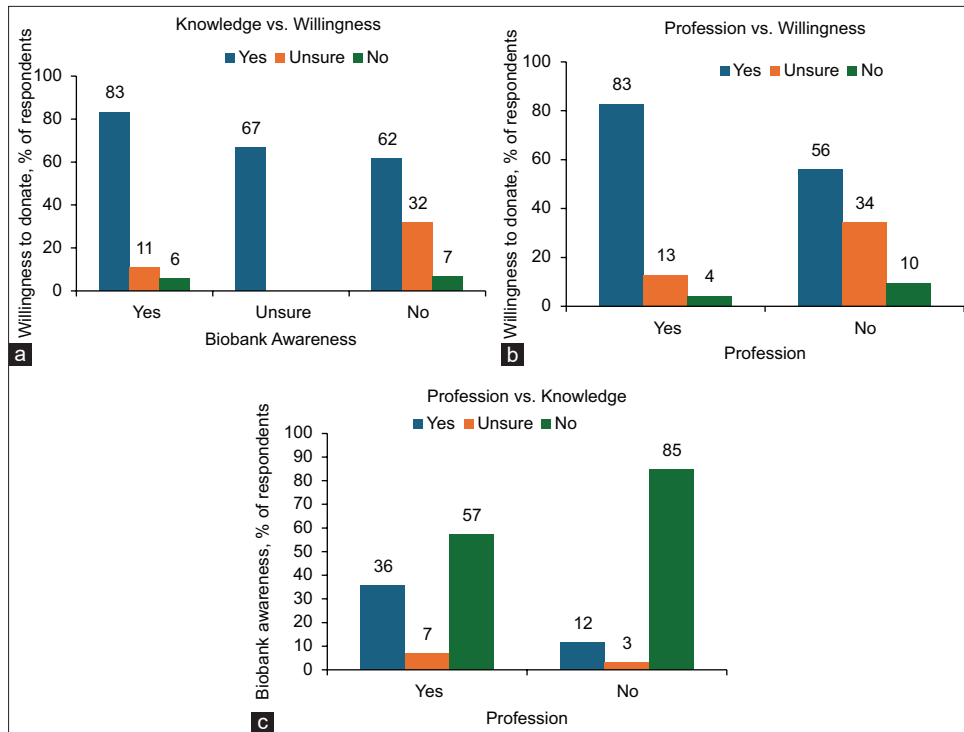 Knowledge vs. Willingness
Yes Unsure No
Willingness to donate, % of respondents
100
80
60
40
20
0
83
11
6
67
62
32
7
Yes
Unsure
No
Biobank Awareness
a
Profession vs. Willingness
Yes Unsure No
Willingness to donate, % of respondents
100
80
60
40
20
0
83
13
4
56
34
10
Yes
No
Profession
b
Profession vs. Knowledge
Yes Unsure No
Biobank awareness, % of respondents
100
90
80
70
60
50
40
30
20
10
0
36
7
57
12
3
85
Yes
No
Profession
c